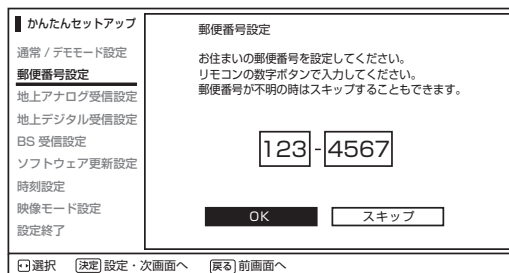 かんたんセットアップ
通常 / デモモード設定
郵便番号設定
地上アナログ受信設定
地上デジタル受信設定
BS 受信設定
ソフトウェア更新設定
時刻設定
映像モード設定
設定終了
郵便番号設定
お住まいの郵便番号を設定してください。
リモコンの数字ボタンで入力してください。
郵便番号が不明の時はスキップすることもできます。
123 - 4567
OK スキップ
選択 決定 設定・次画面へ 戻る 前画面へ